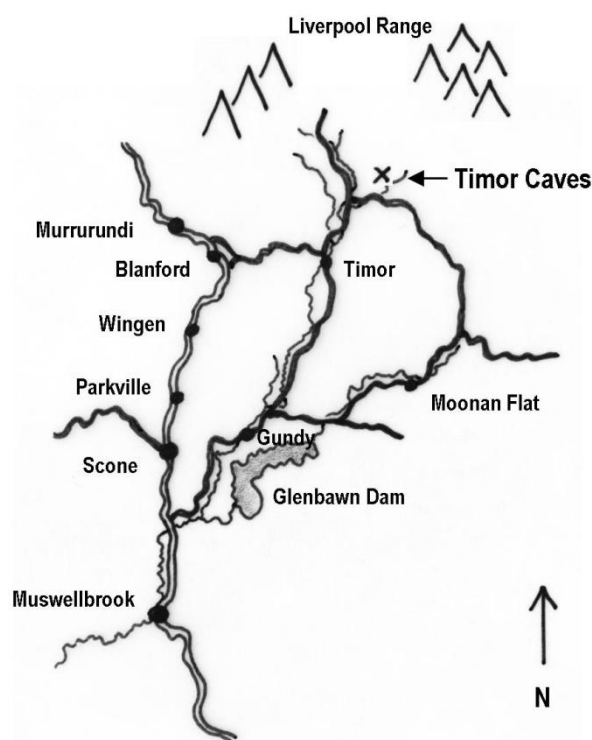 Liverpool Range
Timor Caves
Murrurundi
Blanford
Timor
Wingen
Parkville
Moonan Flat
Gundy
Scone
Glenbawn Dam
Muswellbrook
N